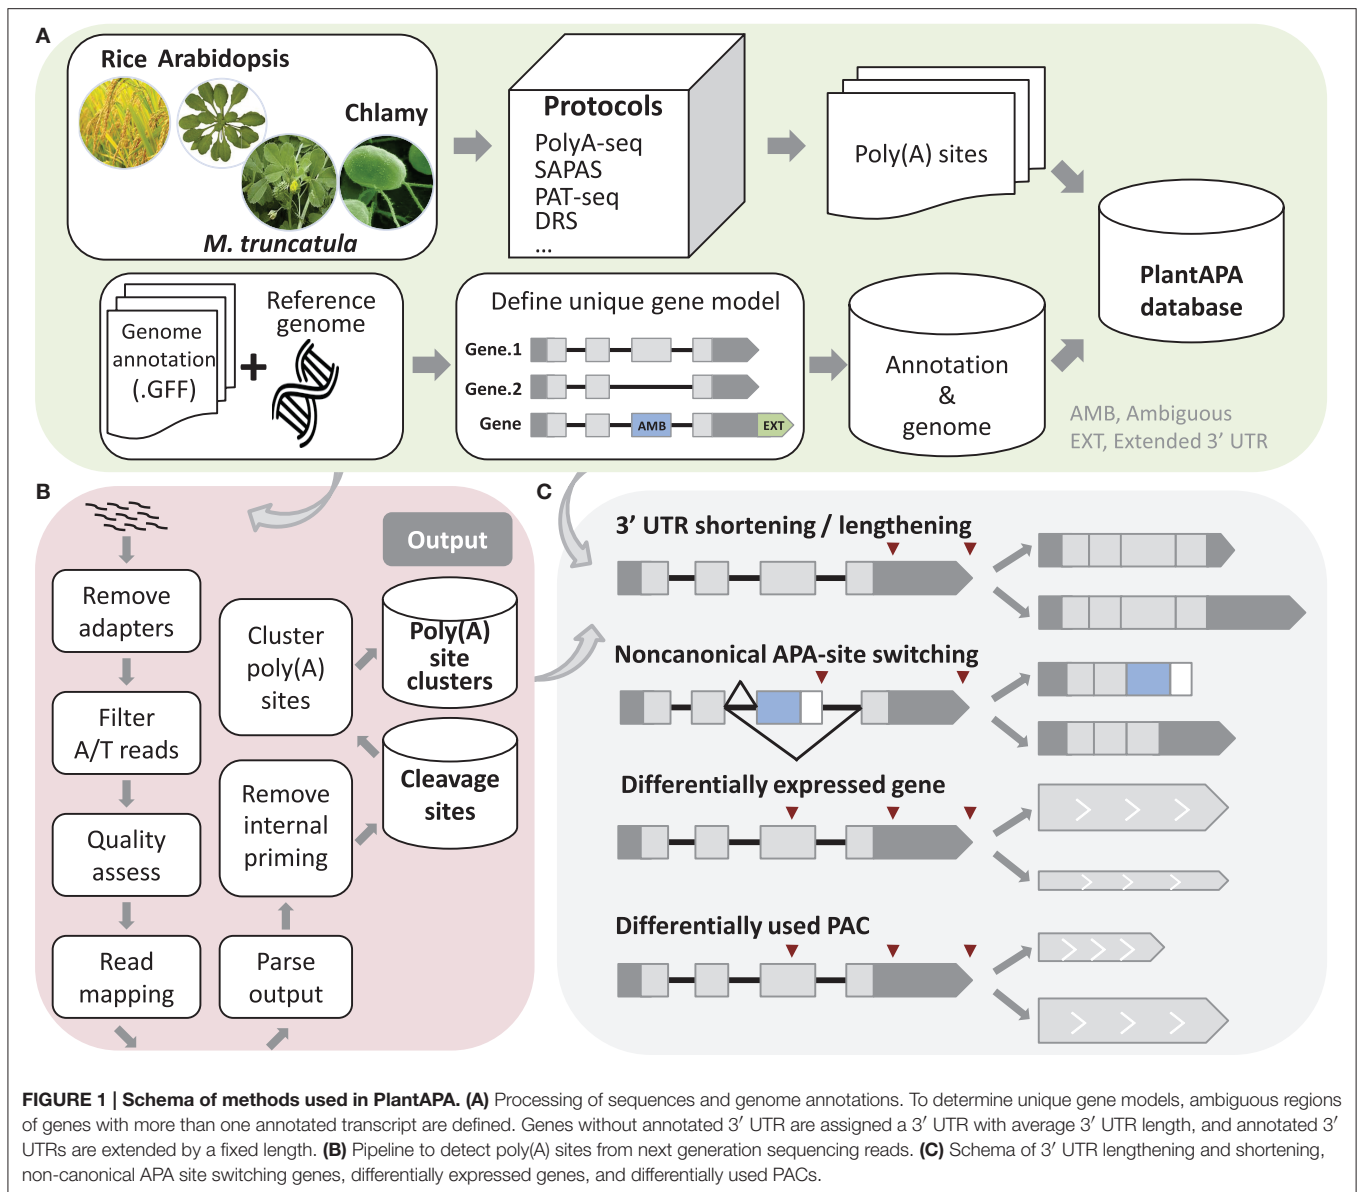 A
Rice Arabidopsis
Chlamy
M. truncatula
Protocols
PolyA-seq
SAPAS
PAT-seq
DRS
...
Poly(A) sites
PlantAPA
database
Genome
annotation
(.GFF)
+
Reference
genome
Define unique gene model
Gene.1
Gene.2
Gene
AMB
EXT
Annotation
&
genome
AMB, Ambiguous
EXT, Extended 3′ UTR
B
Remove
adapters
Filter
A/T reads
Quality
assess
Read
mapping
Parse
output
Remove
internal
priming
Cluster
poly(A)
sites
Output
Poly(A)
site
clusters
Cleavage
sites
C
3′ UTR shortening / lengthening
Noncanonical APA-site switching
Differentially expressed gene
Differentially used PAC
FIGURE 1 | Schema of methods used in PlantAPA. (A) Processing of sequences and genome annotations. To determine unique gene models, ambiguous regions
of genes with more than one annotated transcript are defined. Genes without annotated 3′ UTR are assigned a 3′ UTR with average 3′ UTR length, and annotated 3′
UTRs are extended by a fixed length. (B) Pipeline to detect poly(A) sites from next generation sequencing reads. (C) Schema of 3′ UTR lengthening and shortening,
non-canonical APA site switching genes, differentially expressed genes, and differentially used PACs.